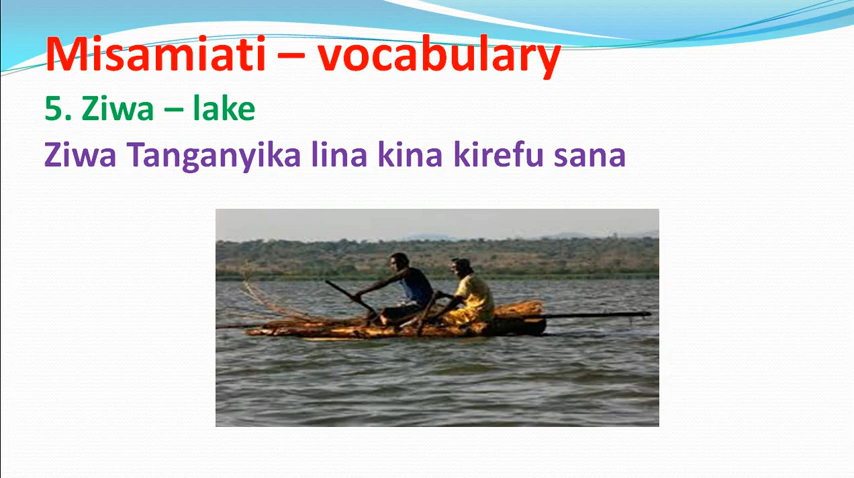 Misamiati – vocabulary
5. Ziwa – lake
Ziwa Tanganyika lina kina kirefu sana